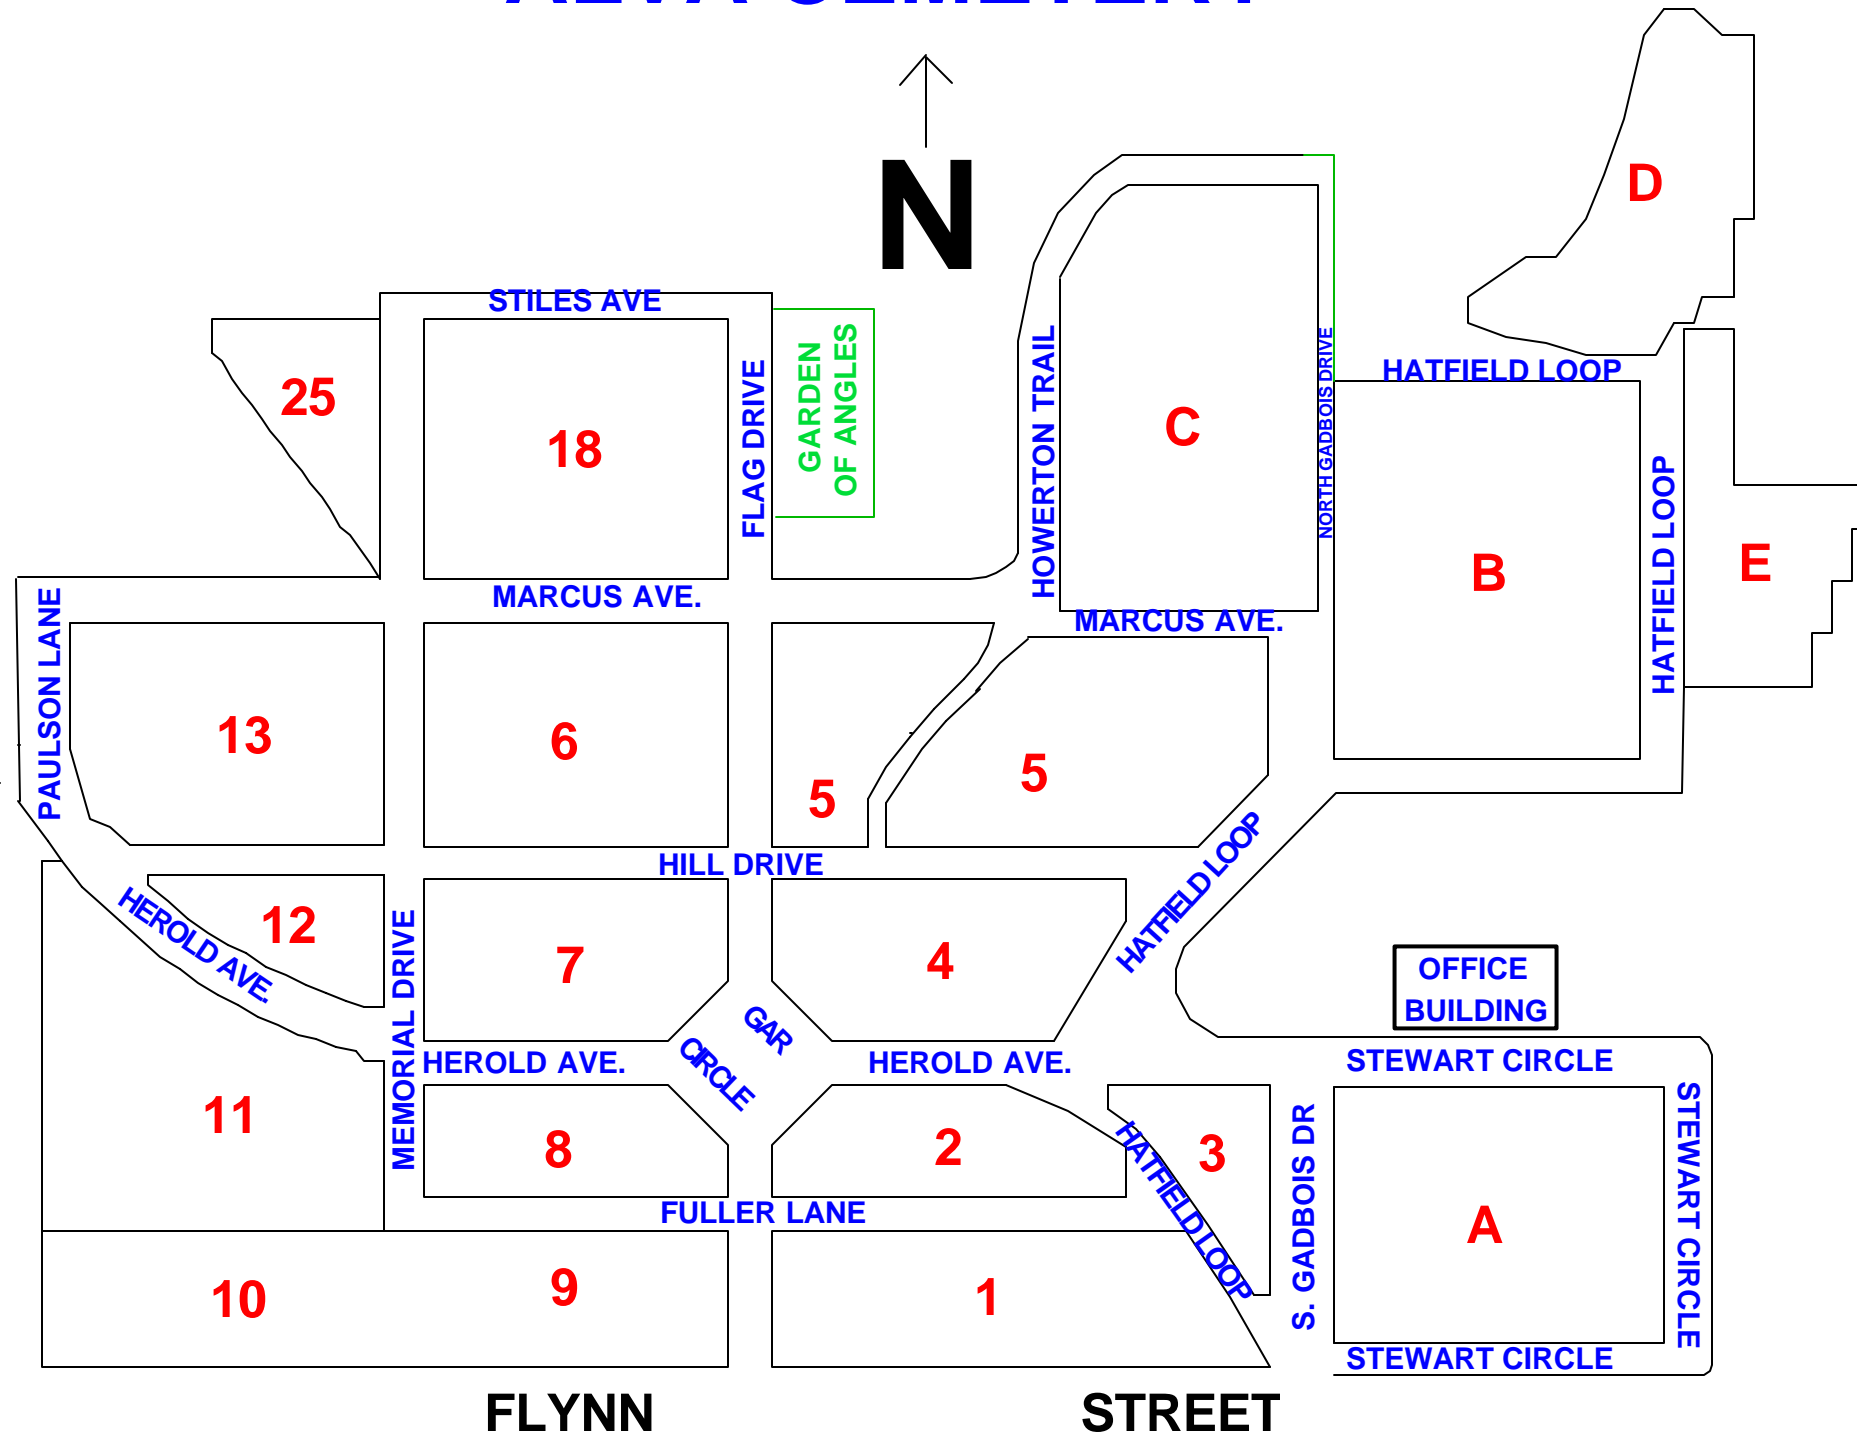 ALVA CEMETERY
N
D
STILES AVE
GARDEN
OF ANGLES
HOWERTON TRAIL
NORTH GADBOIS DRIVE
HATFIELD LOOP
25
18
FLAG DRIVE
C
HATFIELD LOOP
B
E
MARCUS AVE.
MARCUS AVE.
PAULSON LANE
13
6
5
5
HATFIELD LOOP
HILL DRIVE
HEROLD AVE.
12
MEMORIAL DRIVE
7
4
OFFICE
BUILDING
GAR
CIRCLE
HEROLD AVE.
HEROLD AVE.
STEWART CIRCLE
11
8
2
HATFIELD LOOP
3
S. GADBOIS DR
A
STEWART CIRCLE
FULLER LANE
10
9
1
STEWART CIRCLE
FLYNN STREET